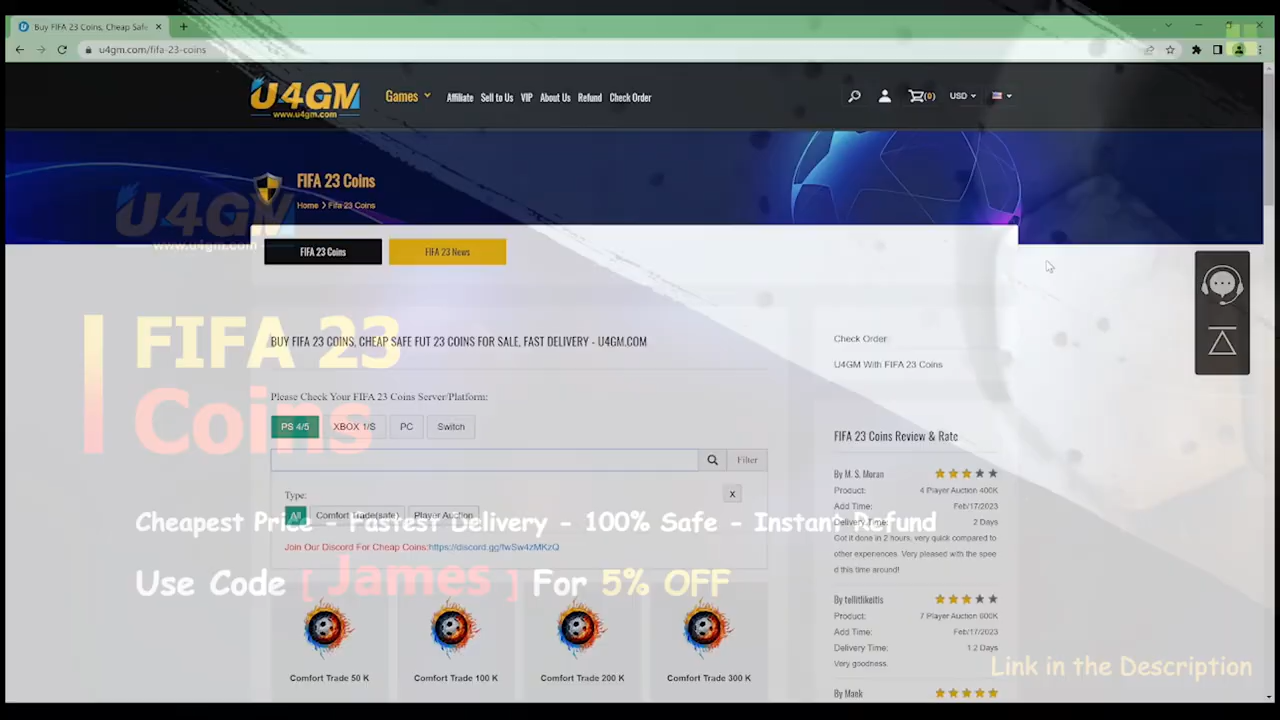 Buy FIFA 23 Coins, Cheap Safe
u4gm.com/fifa-23-coins
U4GM
www.u4gm.com
Games
Affiliate Sell to Us VIP About Us Refund Check Order
(0) USD
FIFA 23 Coins
Home > Fifa 23 Coins
U4GM
www.u4gm.com
FIFA 23 Coins
FIFA 23 News
FIFA 23
Coins
BUY FIFA 23 COINS, CHEAP SAFE FUT 23 COINS FOR SALE, FAST DELIVERY - U4GM.COM
Please Check Your FIFA 23 Coins Server/Platform:
PS 4/5 XBOX 1/S PC Switch
Filter
Type: X
All Comfort Trade(safe) Player Auction
Cheapest Price - Fastest Delivery - 100% Safe - Instant Refund
Join Our Discord For Cheap Coins:https://discord.gg/fwSw4zMKzQ
Use Code [ James ] For 5% OFF
Comfort Trade 50 K Comfort Trade 100 K Comfort Trade 200 K Comfort Trade 300 K
Check Order
U4GM With FIFA 23 Coins
FIFA 23 Coins Review & Rate
By M. S. Moran
Product: 4 Player Auction 400K
Add Time: Feb/17/2023
Delivery Time: 2 Days
Got it done in 2 hours, very quick compared to
other experiences. Very pleased with the spee
d this time around!
By tellitlikeitis
Product: 7 Player Auction 600K
Add Time: Feb/17/2023
Delivery Time: 1.2 Days
Very goodness.
By Maek
Link in the Description